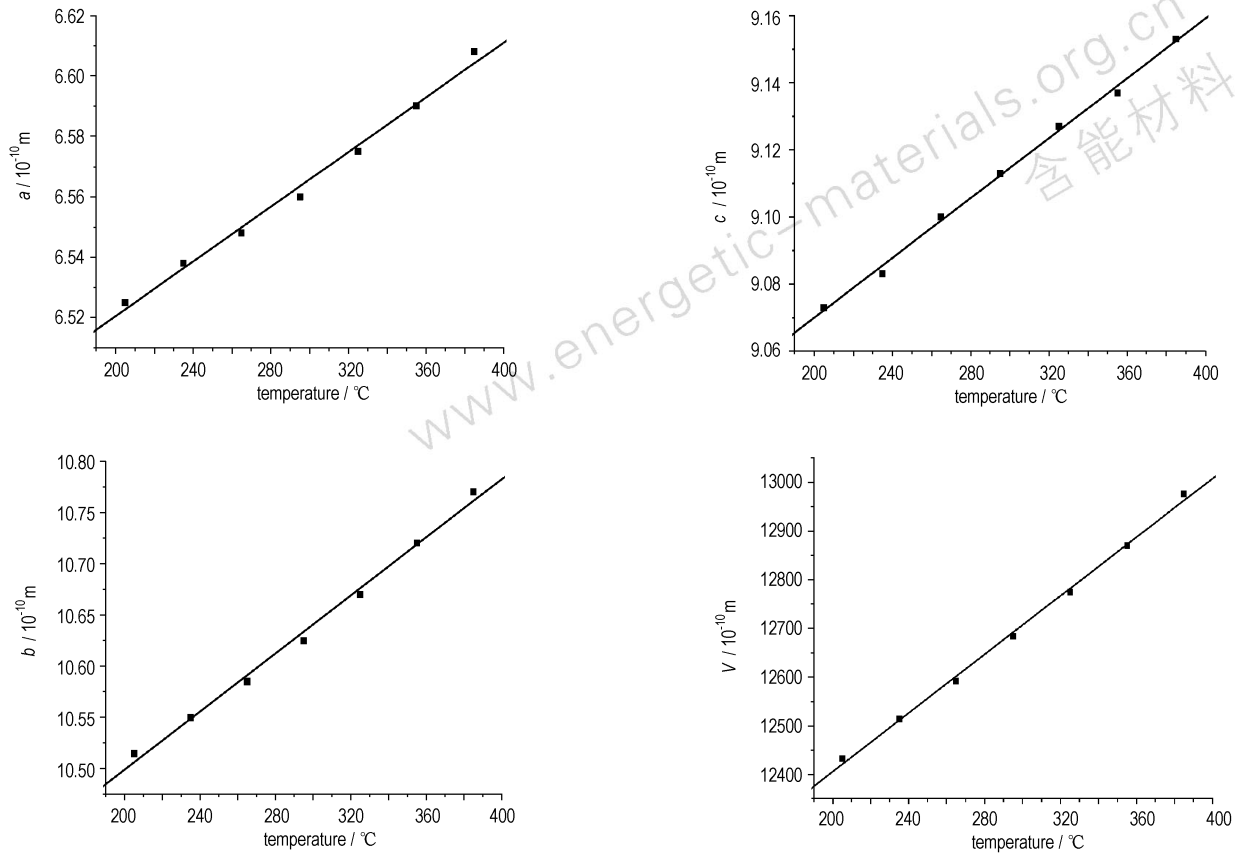 6.62
6.60
6.58
6.56
6.54
6.52
a / 10⁻¹⁰m
200 240 280 320 360 400
temperature / ℃
9.16
9.14
9.12
9.10
9.08
9.06
c / 10⁻¹⁰m
200 240 280 320 360 400
temperature / ℃
10.80
10.75
10.70
10.65
10.60
10.55
10.50
b / 10⁻¹⁰m
200 240 280 320 360 400
temperature / ℃
13000
12900
12800
12700
12600
12500
12400
V / 10⁻¹⁰m
200 240 280 320 360 400
temperature / ℃
www.energetic-materials.org.cn
含能材料